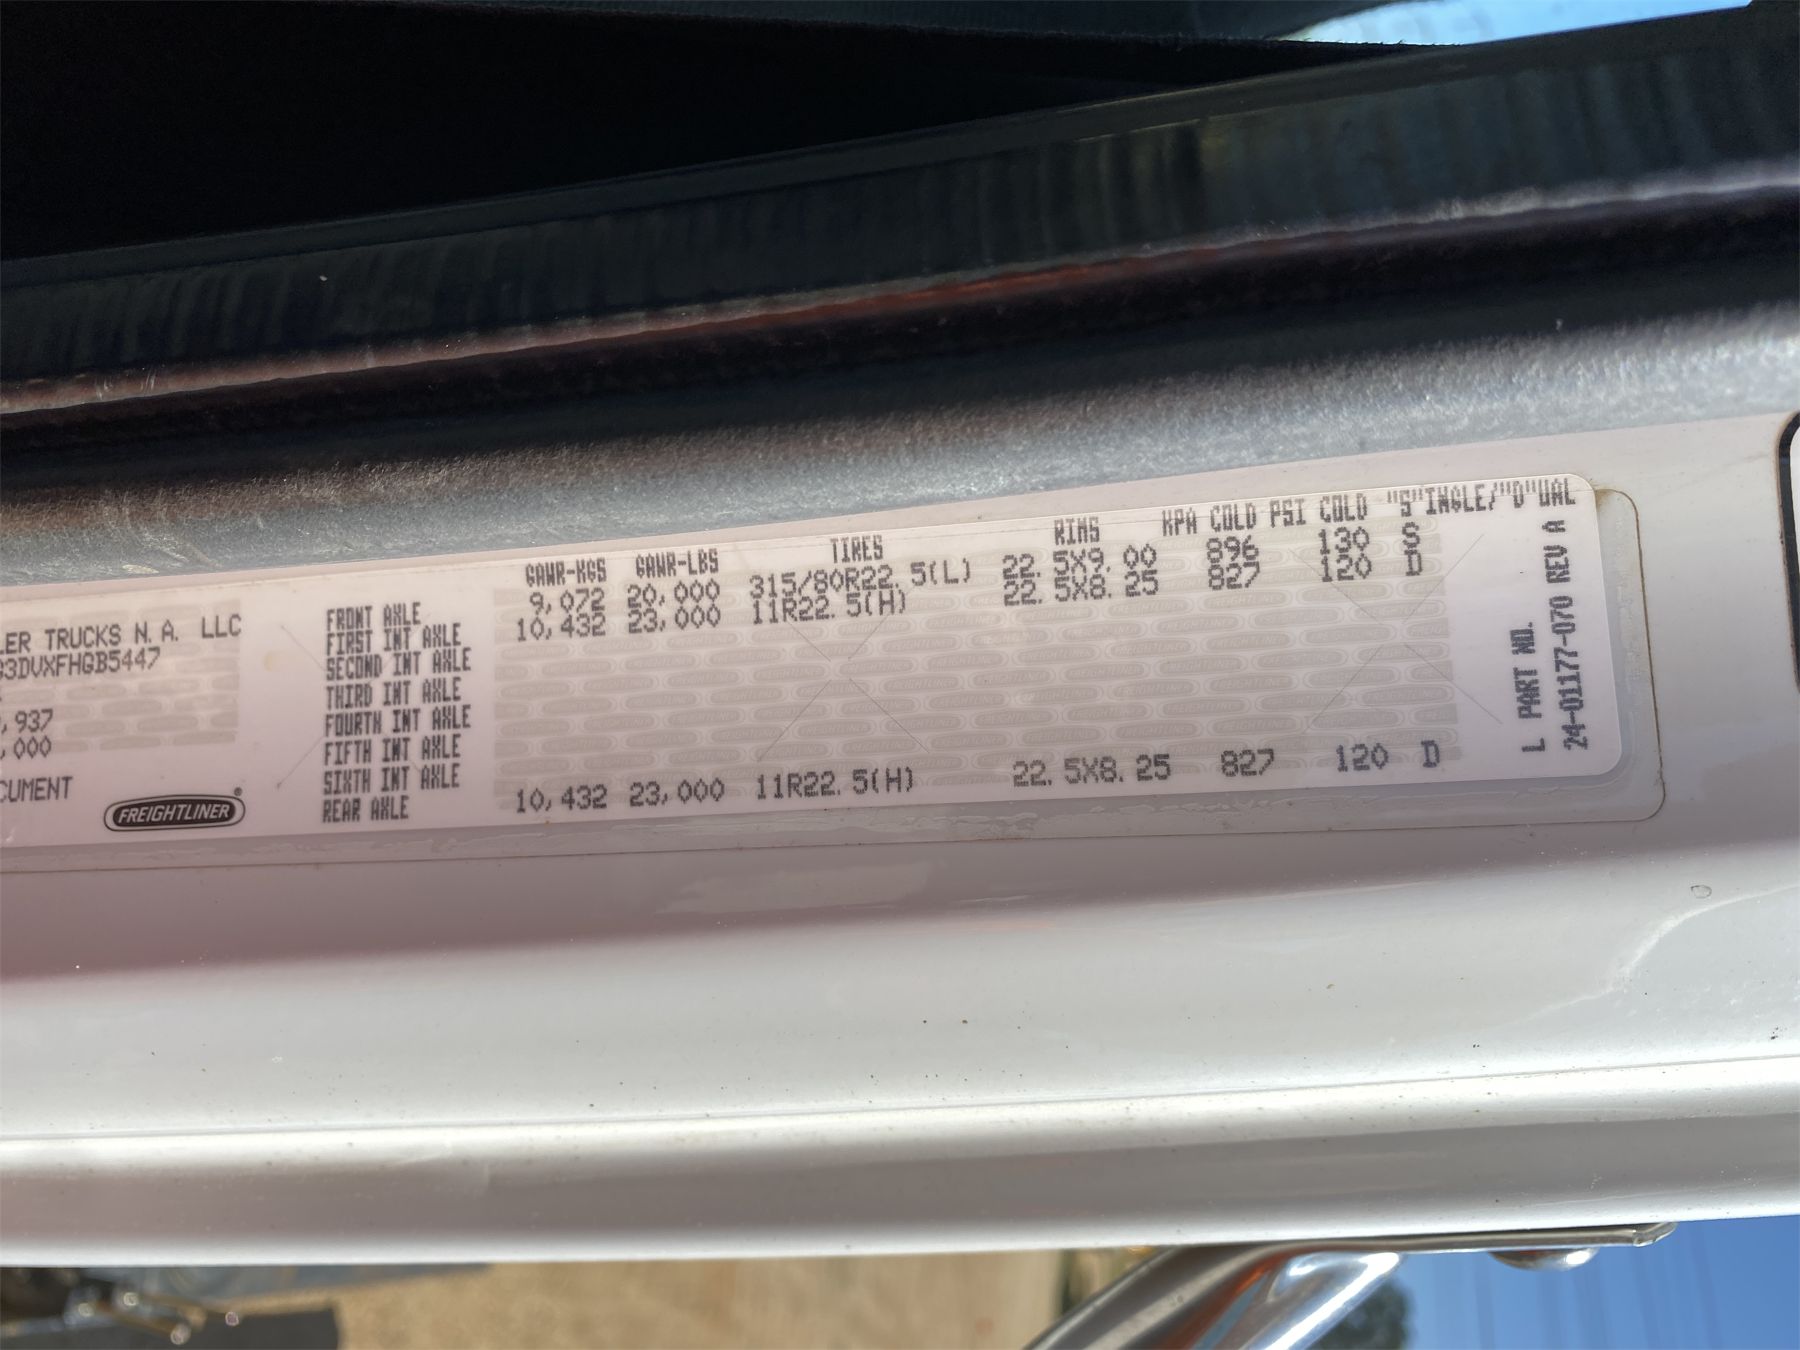 LER TRUCKS N.A. LLC
3DVXFHGB5447
,937
,000
CUMENT
FREIGHTLINER®
GAWR-KGS GAWR-LBS TIRES RIMS KPA COLD PSI COLD "S"INGLE/"D"UAL
FRONT AXLE 9,072 20,000 315/80R22.5(L) 22.5X9.00 896 130 S
FIRST INT AXLE 10,432 23,000 11R22.5(H) 22.5X8.25 827 120 D
SECOND INT AXLE
THIRD INT AXLE
FOURTH INT AXLE
FIFTH INT AXLE
SIXTH INT AXLE
REAR AXLE 10,432 23,000 11R22.5(H) 22.5X8.25 827 120 D
L PART NO.
24-01177-070 REV A